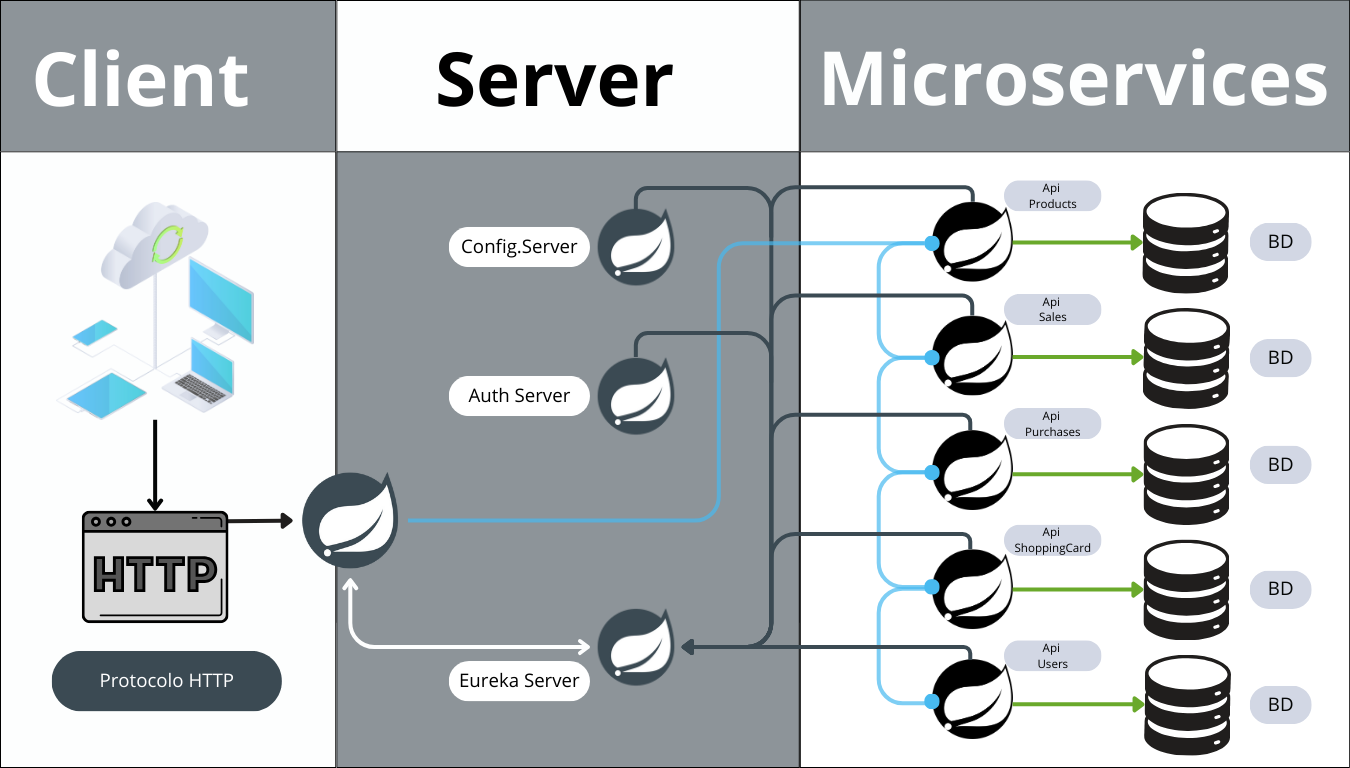 Client
Server
Microservices
Config.Server
Auth Server
Eureka Server
HTTP
Protocolo HTTP
Api
Products
BD
Api
Sales
BD
Api
Purchases
BD
Api
ShoppingCard
BD
Api
Users
BD